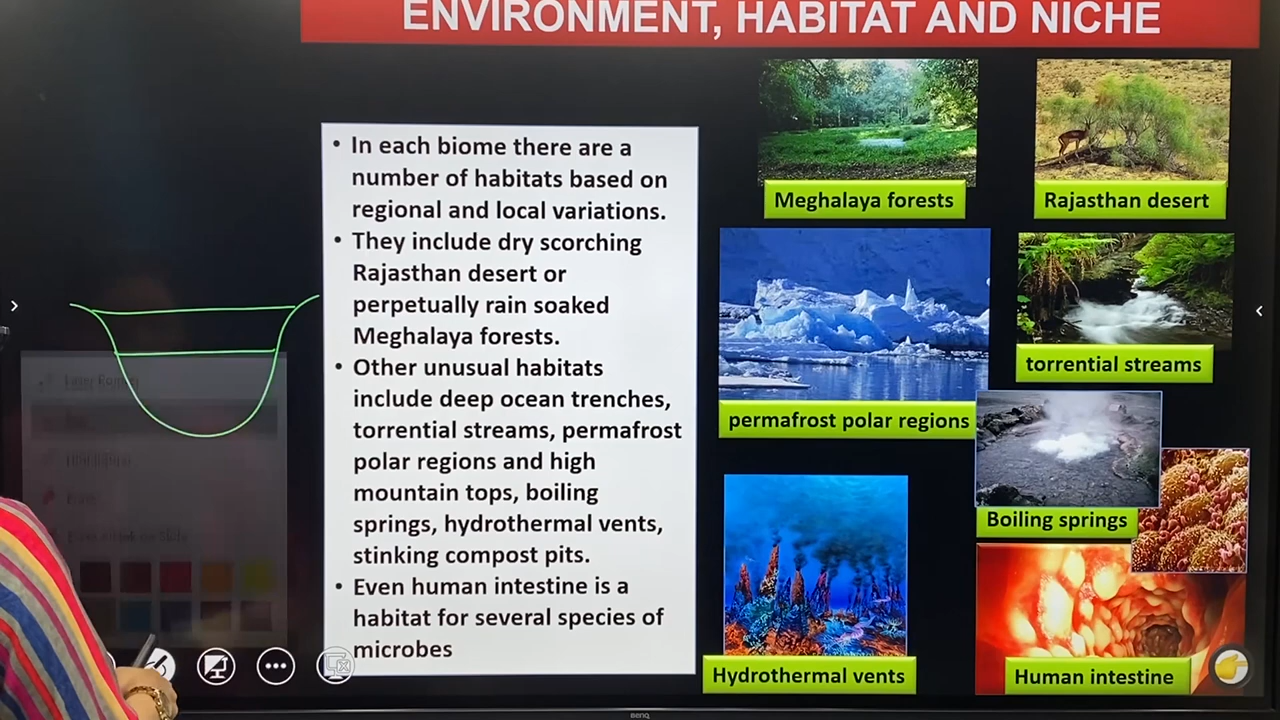 ENVIRONMENT, HABITAT AND NICHE
• In each biome there are a
number of habitats based on
regional and local variations.
• They include dry scorching
Rajasthan desert or
perpetually rain soaked
Meghalaya forests.
• Other unusual habitats
include deep ocean trenches,
torrential streams, permafrost
polar regions and high
mountain tops, boiling
springs, hydrothermal vents,
stinking compost pits.
• Even human intestine is a
habitat for several species of
microbes
Meghalaya forests
Rajasthan desert
permafrost polar regions
torrential streams
Boiling springs
Hydrothermal vents
Human intestine
BenQ